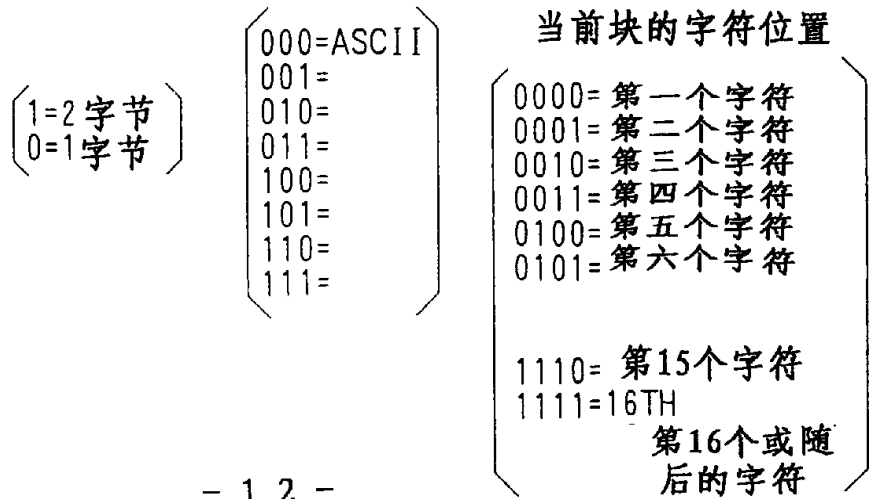 1=2字节
0=1字节
000=ASCII
001=
010=
011=
100=
101=
110=
111=
当前块的字符位置
0000=第一个字符
0001=第二个字符
0010=第三个字符
0011=第四个字符
0100=第五个字符
0101=第六个字符
1110=第15个字符
1111=16TH
第16个或随
后的字符
- 12 -